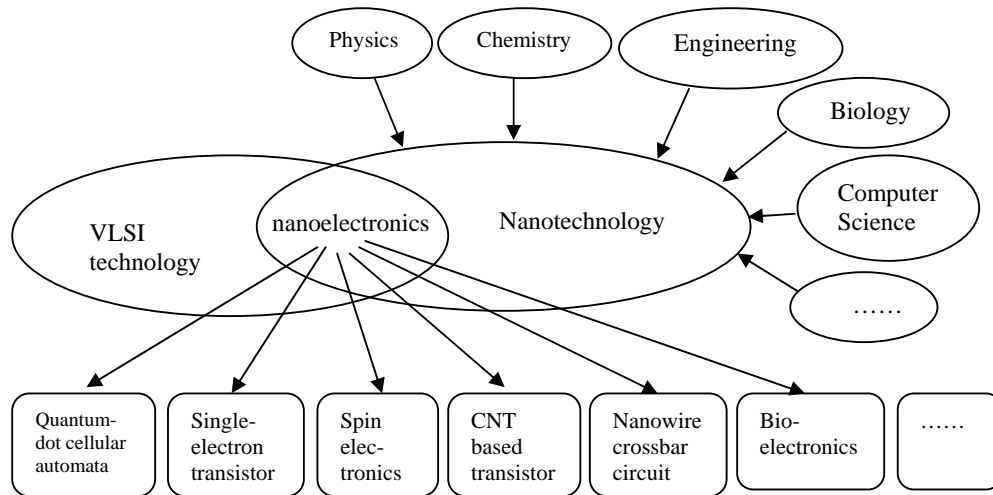 Physics
Chemistry
Engineering
Biology
Computer
Science
……
VLSI
technology
nanoelectronics
Nanotechnology
Quantum-
dot cellular
automata
Single-
electron
transistor
Spin
elec-
tronics
CNT
based
transistor
Nanowire
crossbar
circuit
Bio-
electronics
……